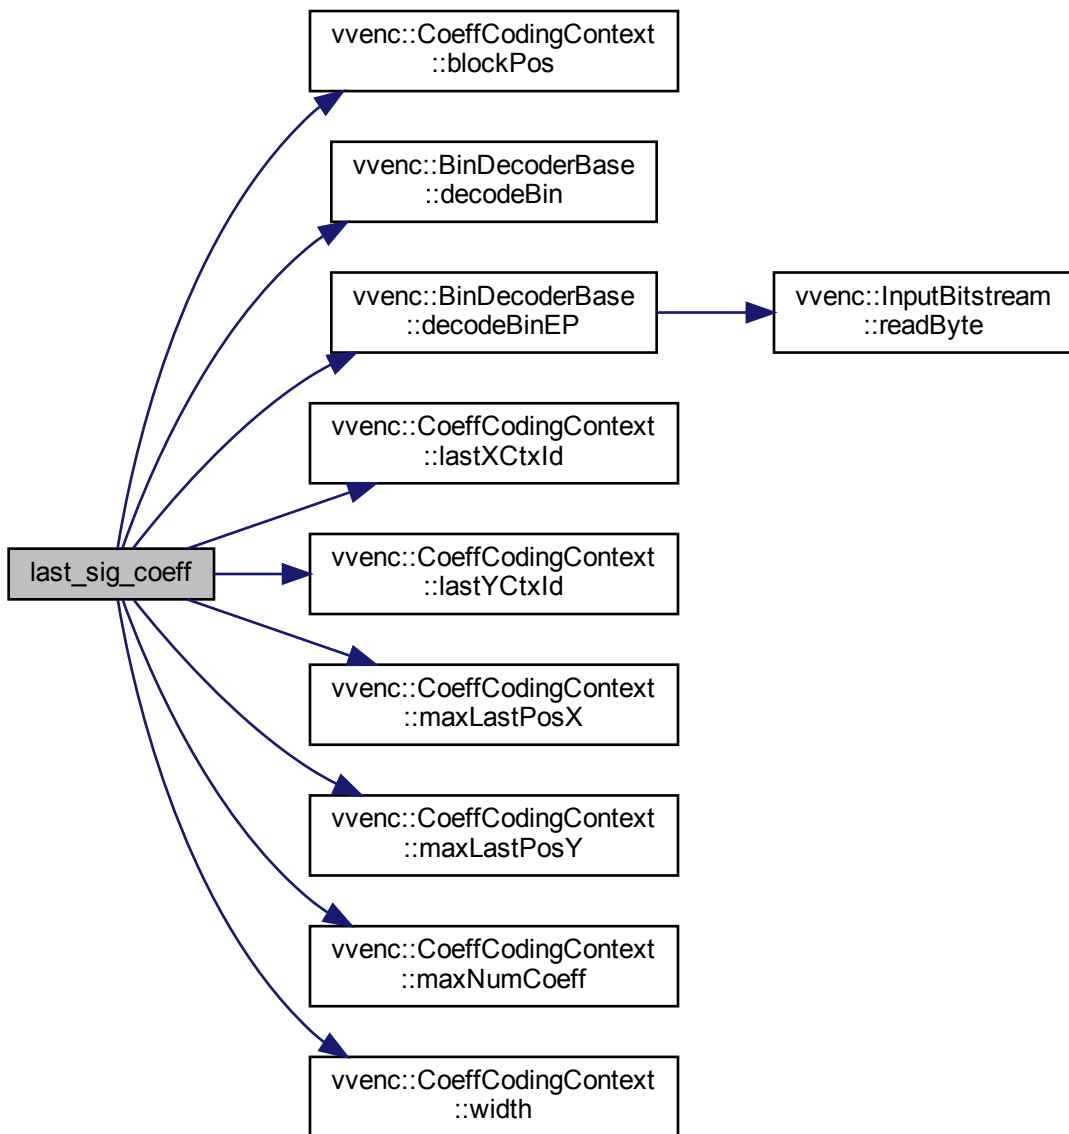 vvenc::CoeffCodingContext
::blockPos
vvenc::BinDecoderBase
::decodeBin
vvenc::BinDecoderBase
::decodeBinEP
vvenc::InputBitstream
::readByte
vvenc::CoeffCodingContext
::lastXCtxId
last_sig_coeff
vvenc::CoeffCodingContext
::lastYCtxId
vvenc::CoeffCodingContext
::maxLastPosX
vvenc::CoeffCodingContext
::maxLastPosY
vvenc::CoeffCodingContext
::maxNumCoeff
vvenc::CoeffCodingContext
::width